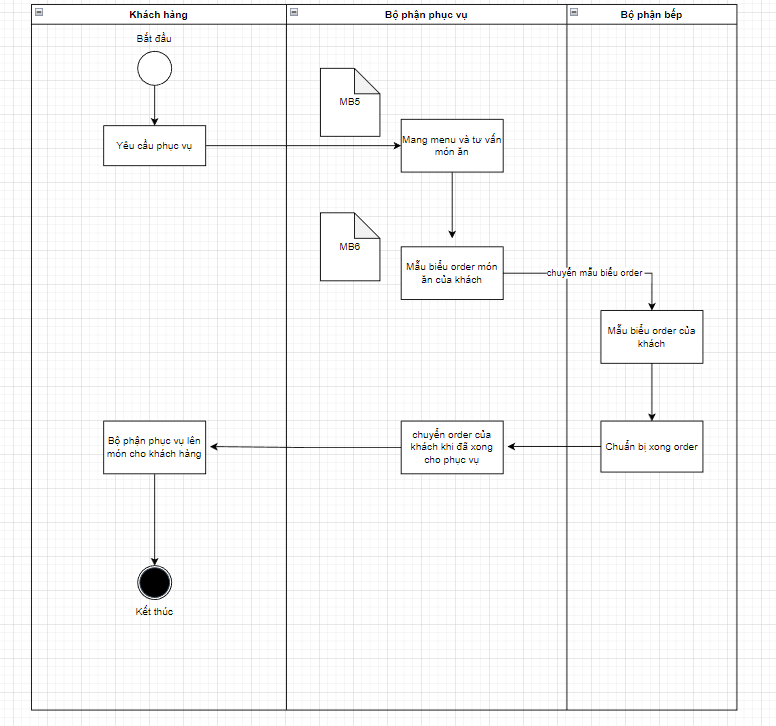 Khách hàng
Bộ phận phục vụ
Bộ phận bếp
Bắt đầu
MB5
Yêu cầu phục vụ
Mang menu và tư vấn
món ăn
MB6
Mẫu biểu order món
ăn của khách
chuyển mẫu biểu order
Mẫu biểu order của
khách
Bộ phận phục vụ lên
món cho khách hàng
chuyển order của
khách khi đã xong
cho phục vụ
Chuẩn bị xong order
Kết thúc